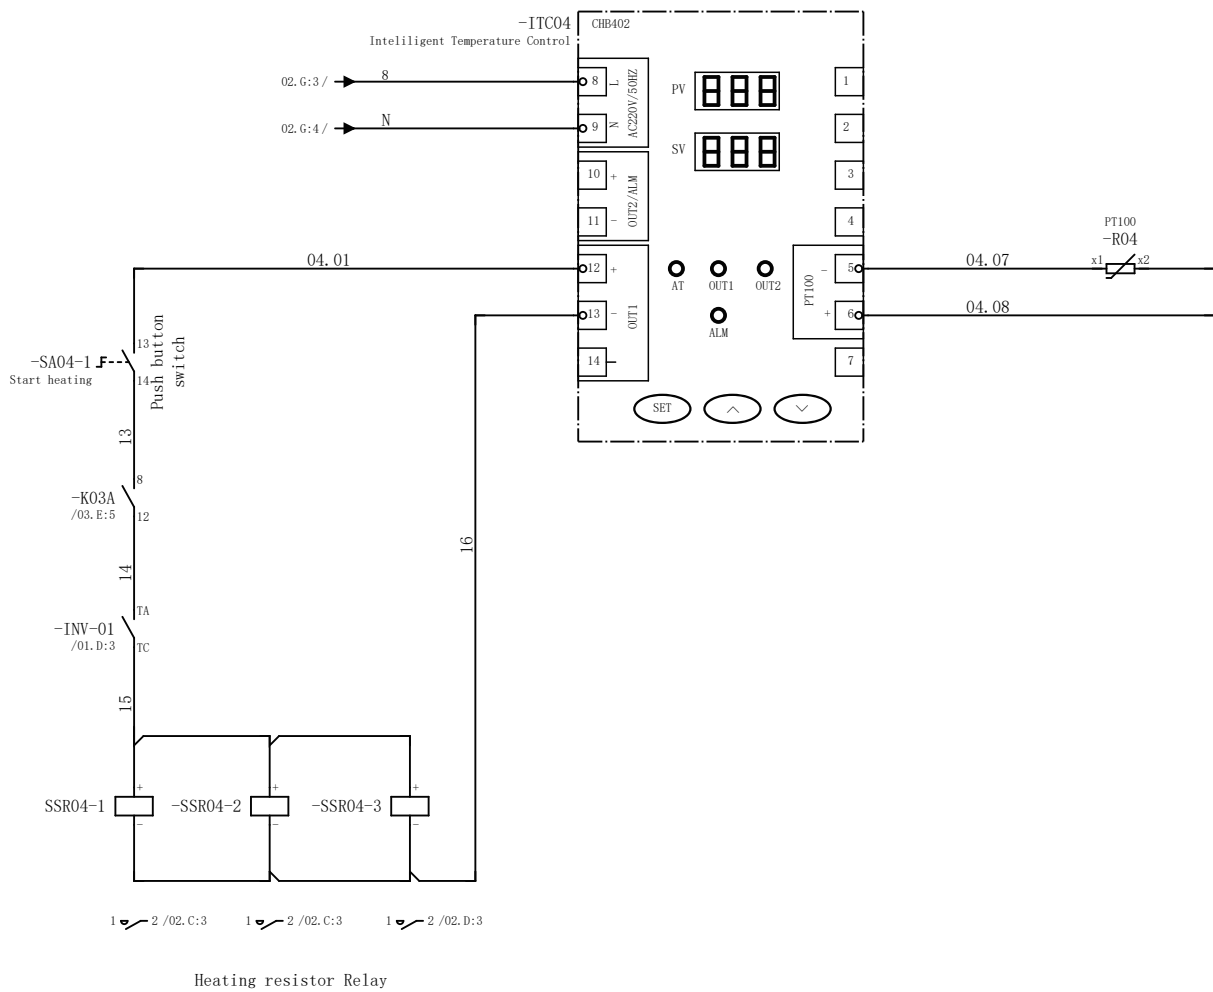 -ITC04
CHB402
Inteliligent Temperature Control
02.G:3/
8
8
L
AC220V/50HZ
PV
1
02.G:4/
N
9
N
2
SV
10
+
OUT2/ALM
3
11
-
4
04.01
12
+
AT
OUT1
OUT2
PT100
-
5
04.07
PT100
-R04
x1
x2
13
-
OUT1
ALM
+
6
04.08
14
7
SET
-SA04-1
Start heating
13
14
Push button
switch
13
-K03A
/03.E:5
8
12
16
14
-INV-01
/01.D:3
TA
TC
15
SSR04-1
+
-
-SSR04-2
+
-
-SSR04-3
+
-
1
2 /02.C:3
1
2 /02.C:3
1
2 /02.D:3
Heating resistor Relay